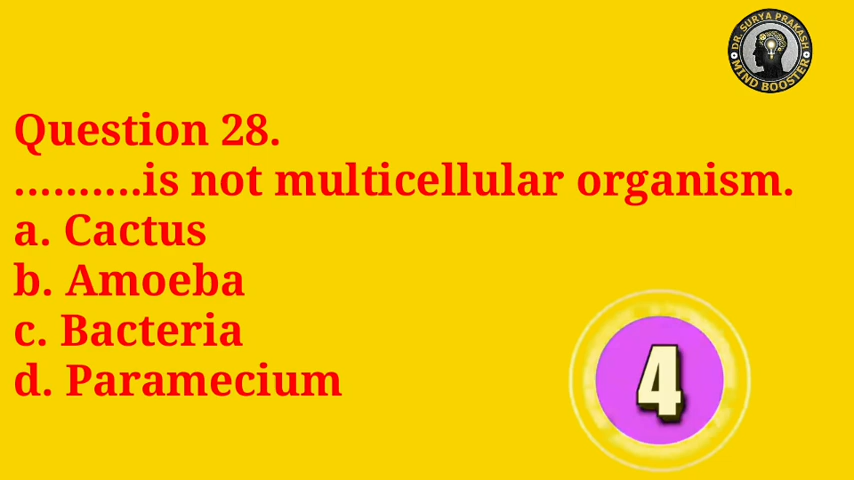 DR. SURYA PRAKASH
MIND BOOSTER
Question 28.
..........is not multicellular organism.
a. Cactus
b. Amoeba
c. Bacteria
d. Paramecium
4